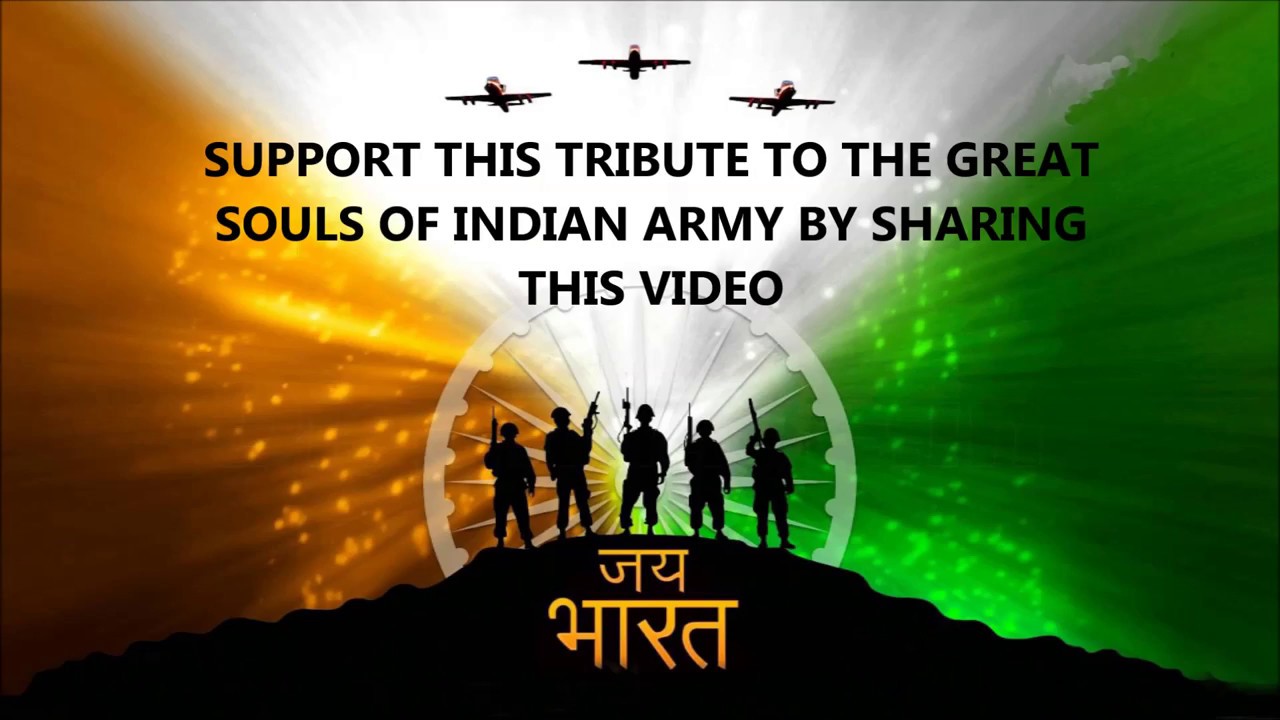 SUPPORT THIS TRIBUTE TO THE GREAT
SOULS OF INDIAN ARMY BY SHARING
THIS VIDEO
जय
भारत